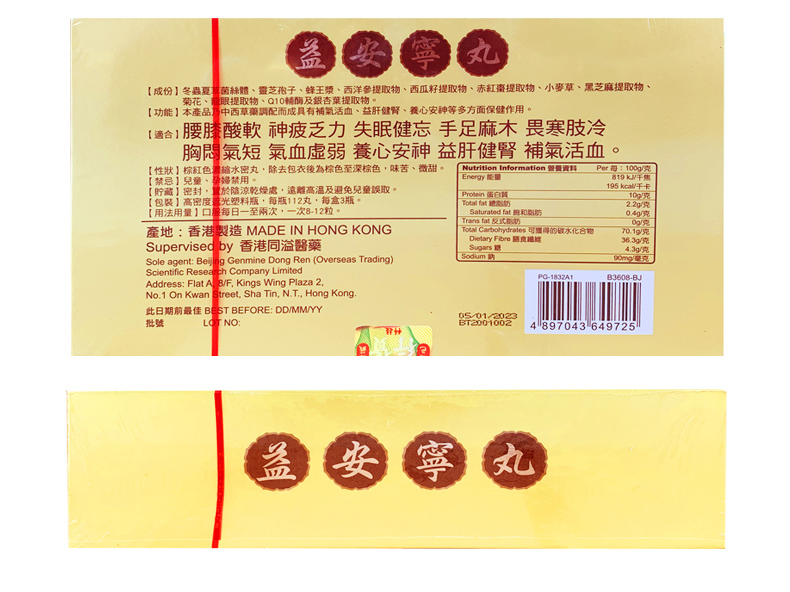 益安寧丸
【成份】冬蟲夏草菌絲體、靈芝孢子、蜂王漿、西洋參提取物、西瓜籽提取物、赤紅棗提取物、小麥草、黑芝麻提取物、
菊花、龍眼提取物、Q10輔酶及銀杏葉提取物。
【功能】本產品乃中西草藥調配而成具有補氣活血、益肝健腎、養心安神等多方面保健作用。
【適合】腰膝酸軟 神疲乏力 失眠健忘 手足麻木 畏寒肢冷
胸悶氣短 氣血虛弱 養心安神 益肝健腎 補氣活血。
【性狀】棕紅色濃縮水密丸，除去包衣後為棕色至深棕色，味苦、微甜。
【禁忌】兒童、孕婦禁用。
【貯藏】密封，置於陰涼乾燥處，遠離高溫及避免兒童誤取。
【包裝】高密度遮光塑料瓶，每瓶112丸，每盒3瓶。
【用法用量】口服每日一至兩次，一次8-12粒。
產地：香港製造 MADE IN HONG KONG
Supervised by 香港同溢醫藥
Sole agent: Beijing Genmine Dong Ren (Overseas Trading)
Scientific Research Company Limited
Address: Flat A, 8/F, Kings Wing Plaza 2,
No.1 On Kwan Street, Sha Tin, N.T., Hong Kong.
此日期前最佳 BEST BEFORE: DD/MM/YY
批號 LOT NO:
Nutrition Information 營養資料 Per 每：100g/克
Energy 能量 819 kJ/千焦
195 kcal/千卡
Protein 蛋白質 10g/克
Total fat 總脂肪 2.2g/克
Saturated fat 飽和脂肪 0.4g/克
Trans fat 反式脂肪 0g/克
Total Carbohydrates 可獲得的碳水化合物 70.1g/克
Dietary Fibre 膳食纖維 36.3g/克
Sugars 糖 4.3g/克
Sodium 鈉 90mg/毫克
05/01/2023
BT2001002
PG-1832A1 B3608-BJ
4 897043 649725
益安寧丸